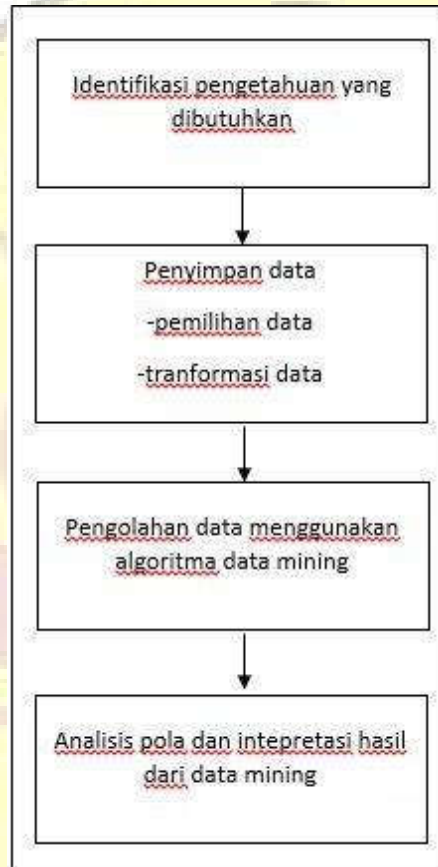 Identifikasi pengetahuan yang
dibutuhkan
Penyimpan data
-pemilihan data
-tranformasi data
Pengolahan data menggunakan
algoritma data mining
Analisis pola dan intepretasi hasil
dari data mining